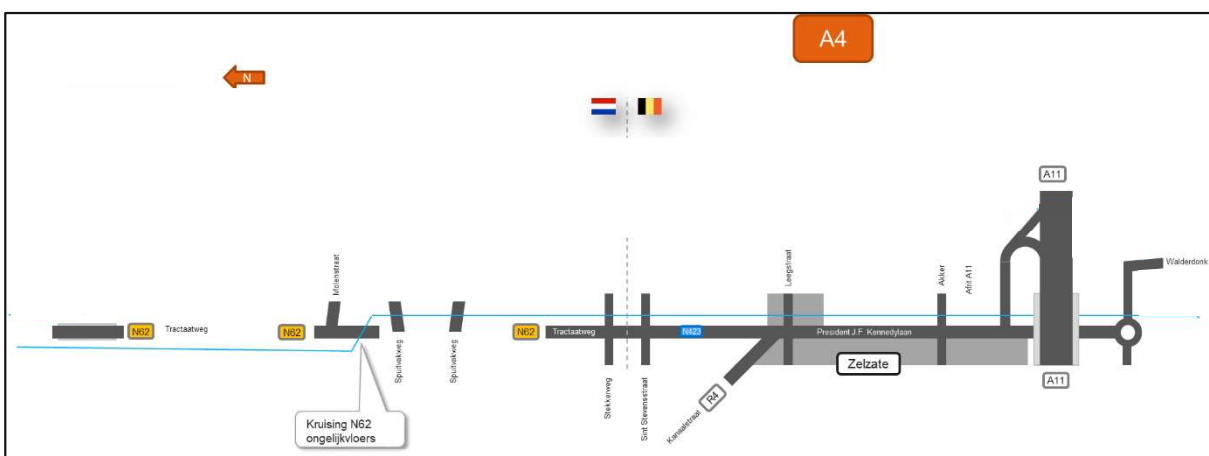 A4
N
A11
Molenstraat
Leegstraat
Akker
Afrit A11
Walderdonk
N62
Tractaatweg
N62
N62
Tractaatweg
N423
President J.F. Kennedylaan
Spuitvakweg
Spuitvakweg
Zelzate
Stekkerweg
Sint Stevensstraat
Kanaalstraat
R4
A11
Kruising N62
ongelijkvloers